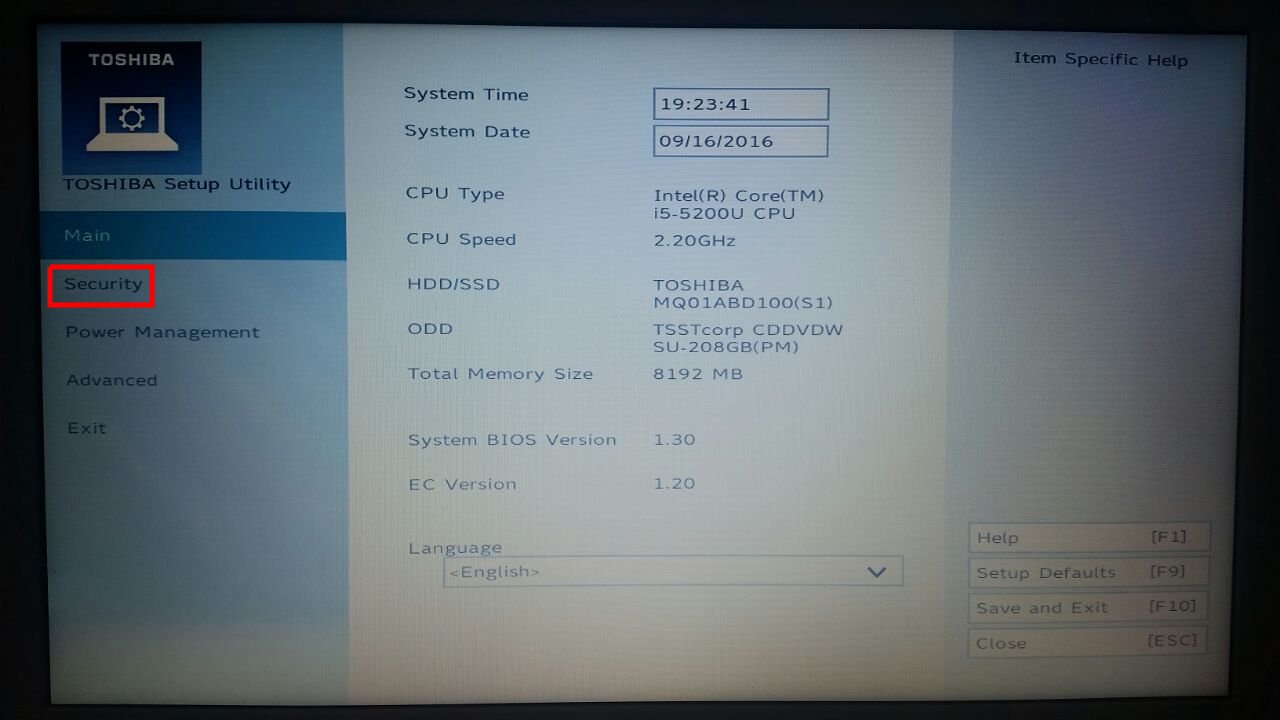 TOSHIBA
TOSHIBA Setup Utility
Main
Security
Power Management
Advanced
Exit
System Time 19:23:41
System Date 09/16/2016
CPU Type Intel(R) Core(TM)
i5-5200U CPU
CPU Speed 2.20GHz
HDD/SSD TOSHIBA
MQ01ABD100(S1)
ODD TSSTcorp CDDVDW
SU-208GB(PM)
Total Memory Size 8192 MB
System BIOS Version 1.30
EC Version 1.20
Language
<English>
Item Specific Help
Help [F1]
Setup Defaults [F9]
Save and Exit [F10]
Close [ESC]